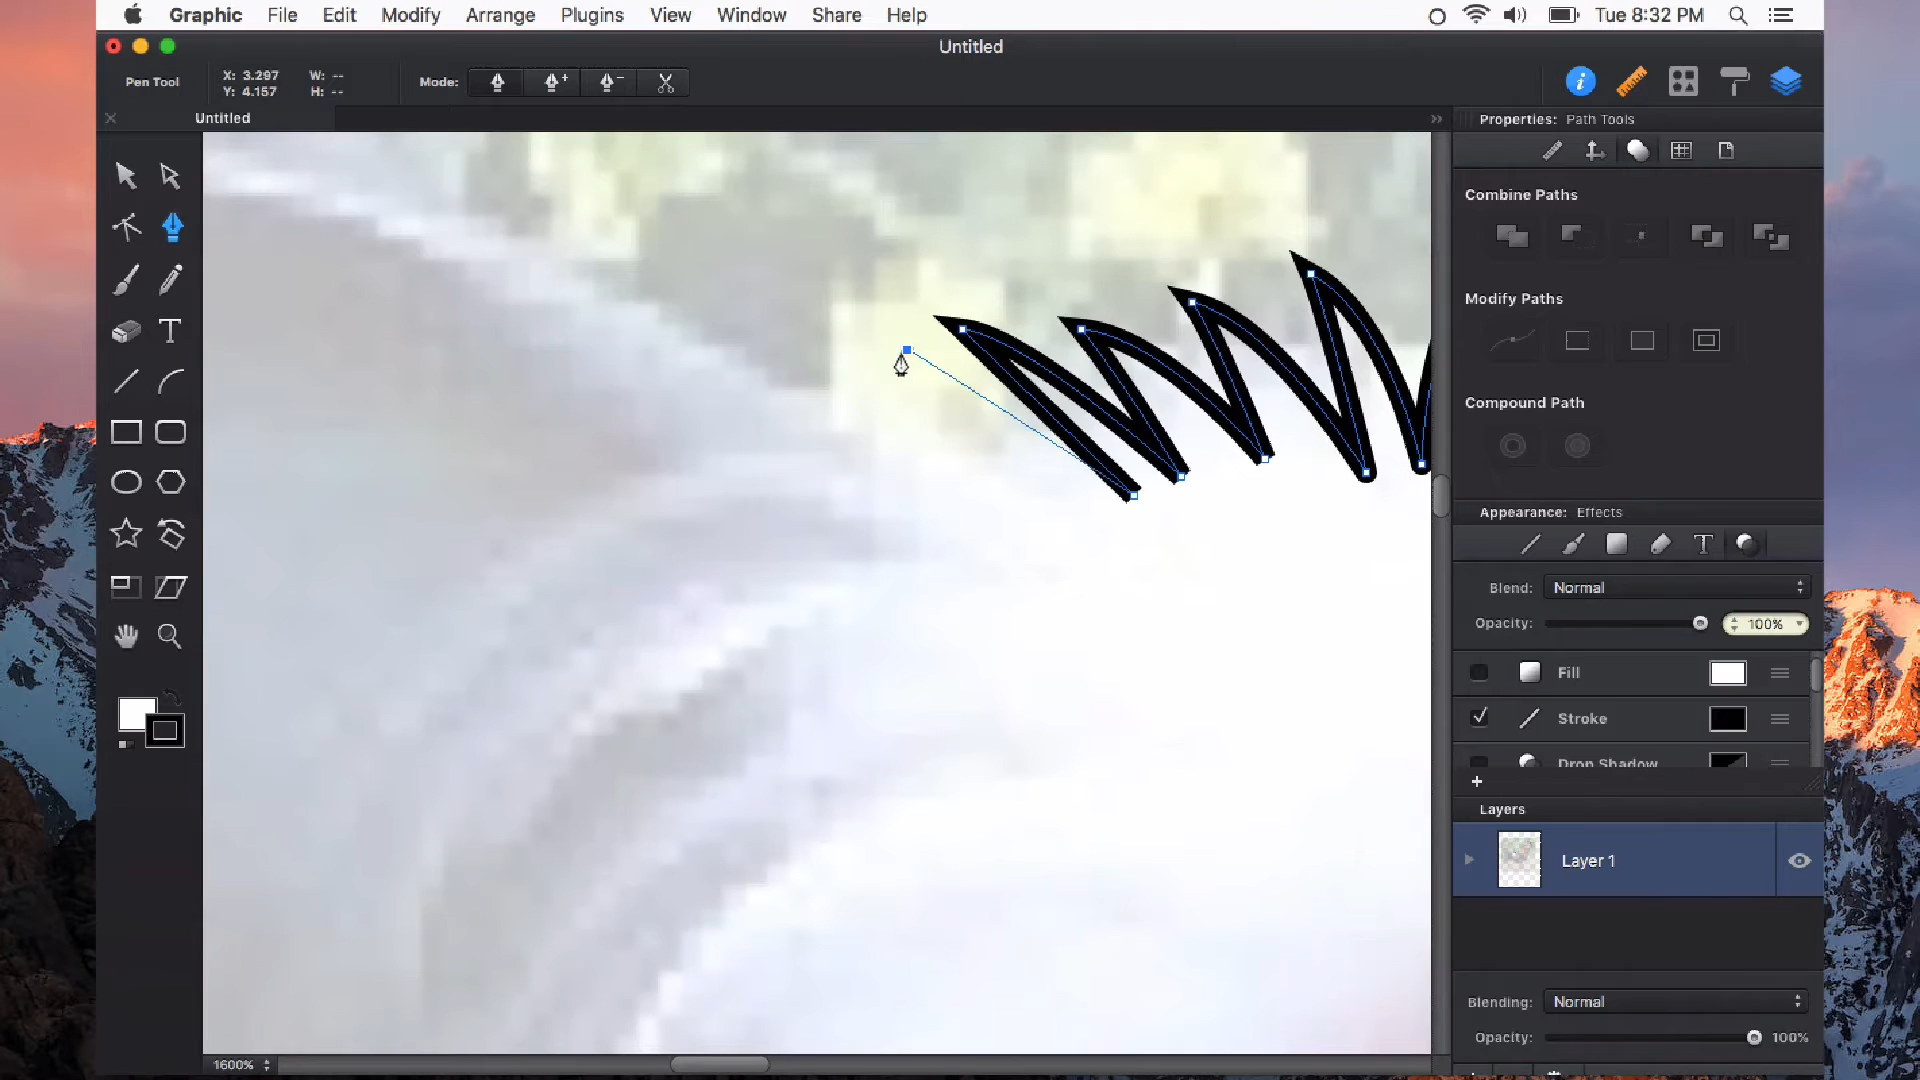 Graphic File Edit Modify Arrange Plugins View Window Share Help Tue 8:32 PM
Untitled
Pen Tool X: 3.297 W: -- Mode:
Y: 4.157 H: --
Untitled
Properties: Path Tools
Combine Paths
Modify Paths
Compound Path
Appearance: Effects
Blend: Normal
Opacity: 100%
Fill
Stroke
Drop Shadow
Layers
Layer 1
Blending: Normal
Opacity: 100%
1600%